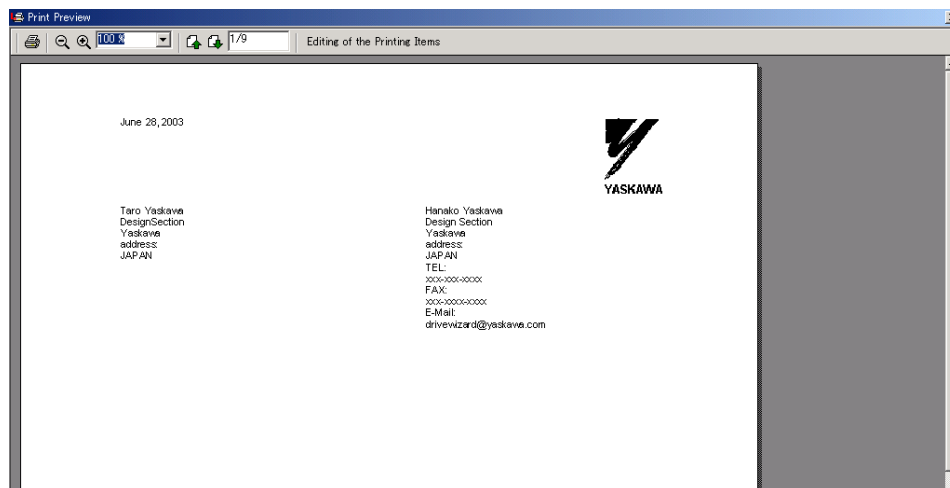 Print Preview
100 %
1/9
Editing of the Printing Items
June 28, 2003
YASKAWA
Taro Yaskawa
DesignSection
Yaskawa
address:
JAPAN
Hanako Yaskawa
Design Section
Yaskawa
address:
JAPAN
TEL:
xxx-xxx-xxxx
FAX:
xxx-xxxx-xxxx
E-Mail:
drivewizard@yaskawa.com